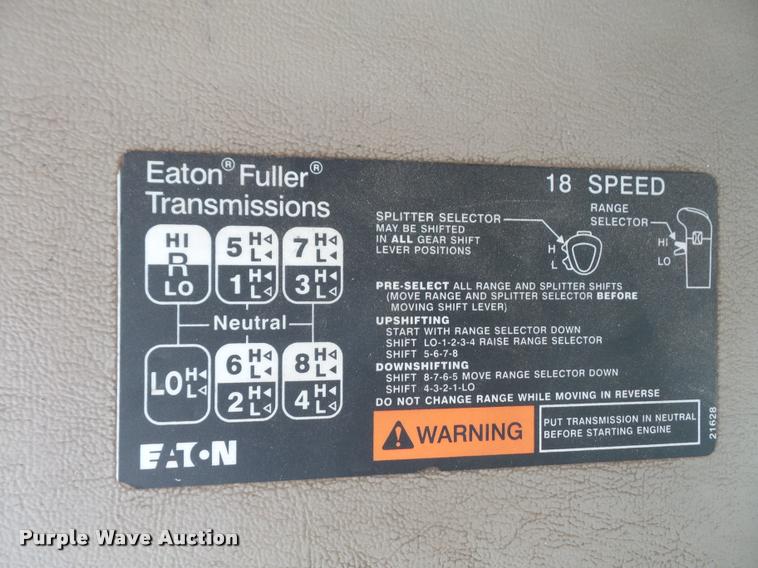 Eaton® Fuller®
Transmissions
18 SPEED
HI
R
LO
5 H L
7 H L
1 H L
3 H L
Neutral
LO H L
6 H L
8 H L
2 H L
4 H L
EATON
SPLITTER SELECTOR
MAY BE SHIFTED
IN ALL GEAR SHIFT
LEVER POSITIONS
H
L
RANGE
SELECTOR
HI
LO
PRE-SELECT ALL RANGE AND SPLITTER SHIFTS
(MOVE RANGE AND SPLITTER SELECTOR BEFORE
MOVING SHIFT LEVER)
UPSHIFTING
START WITH RANGE SELECTOR DOWN
SHIFT LO-1-2-3-4 RAISE RANGE SELECTOR
SHIFT 5-6-7-8
DOWNSHIFTING
SHIFT 8-7-6-5 MOVE RANGE SELECTOR DOWN
SHIFT 4-3-2-1-LO
DO NOT CHANGE RANGE WHILE MOVING IN REVERSE
WARNING
PUT TRANSMISSION IN NEUTRAL
BEFORE STARTING ENGINE
21628
Purple Wave Auction